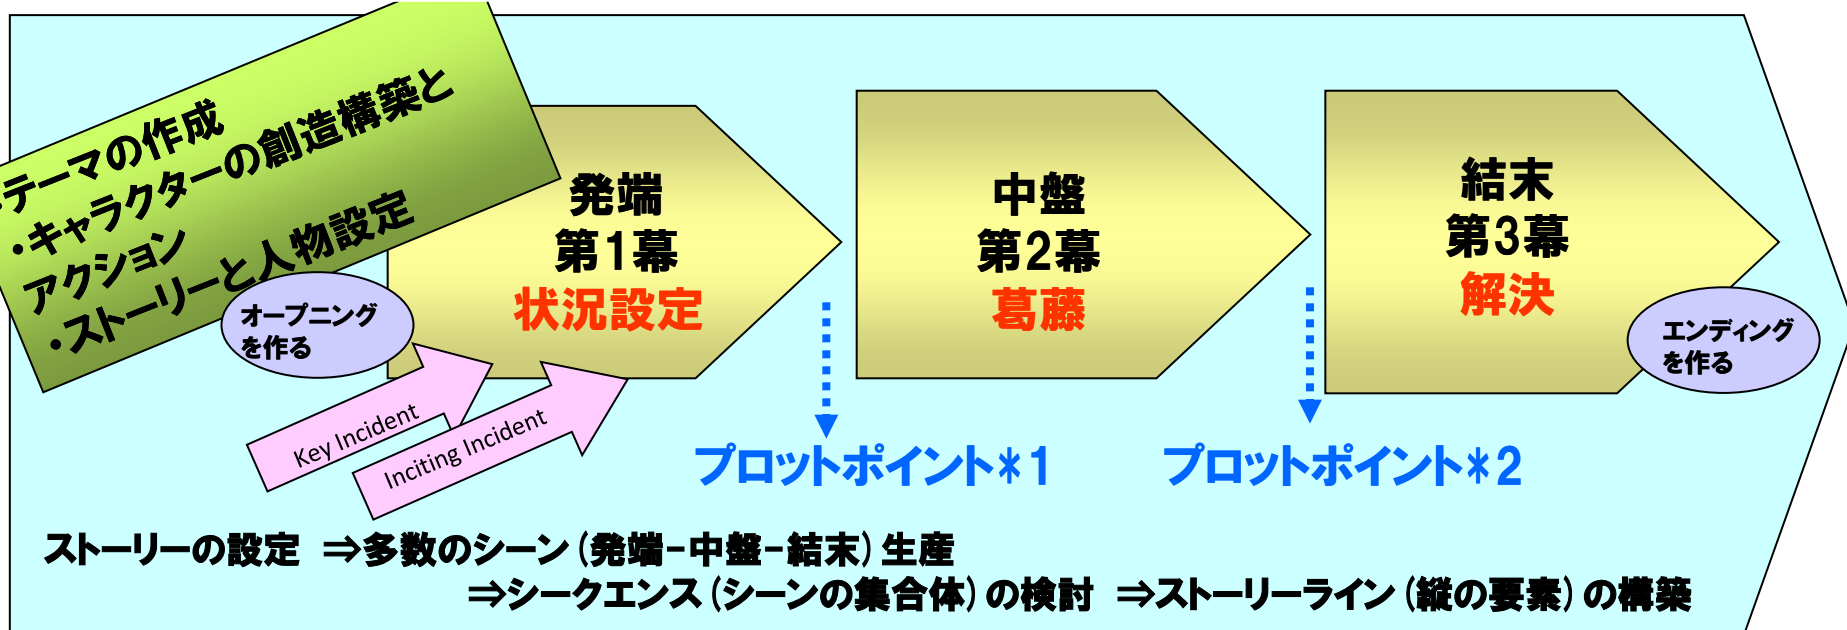 ・テーマの作成
・キャラクターの創造構築と
アクション
・ストーリーと人物設定
オープニング
を作る
発端
第1幕
状況設定
中盤
第2幕
葛藤
結末
第3幕
解決
エンディング
を作る
Key Incident
Inciting Incident
プロットポイント*1
プロットポイント*2
ストーリーの設定 ⇒多数のシーン(発端-中盤-結末)生産
⇒シークエンス(シーンの集合体)の検討 ⇒ストーリーライン(縦の要素)の構築